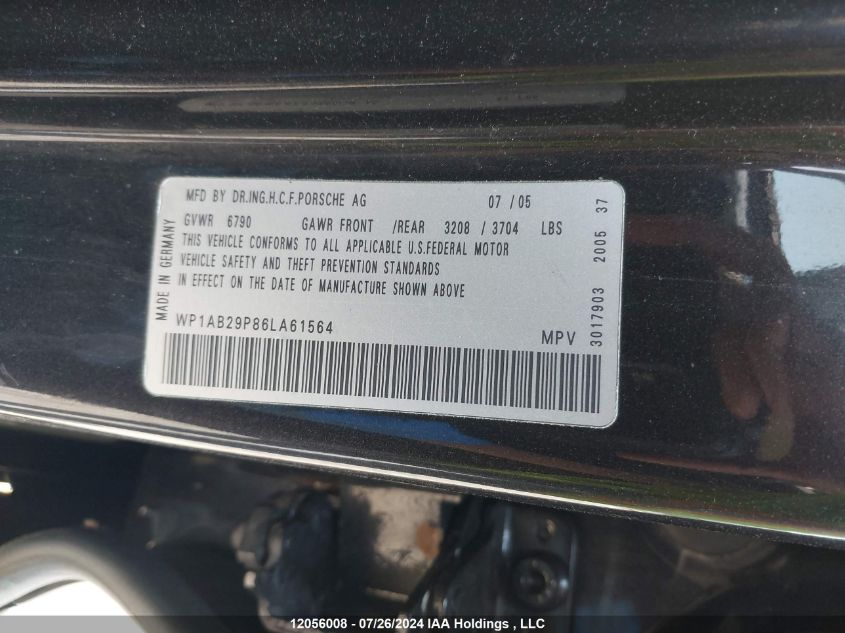 MFD BY DR.ING.H.C.F.PORSCHE AG 07 / 05
GVWR 6790 GAWR FRONT /REAR 3208 / 3704 LBS
THIS VEHICLE CONFORMS TO ALL APPLICABLE U.S.FEDERAL MOTOR
VEHICLE SAFETY AND THEFT PREVENTION STANDARDS
IN EFFECT ON THE DATE OF MANUFACTURE SHOWN ABOVE
WP1AB29P86LA61564 MPV
MADE IN GERMANY
3017903 2005 37
12056008 - 07/26/2024 IAA Holdings , LLC